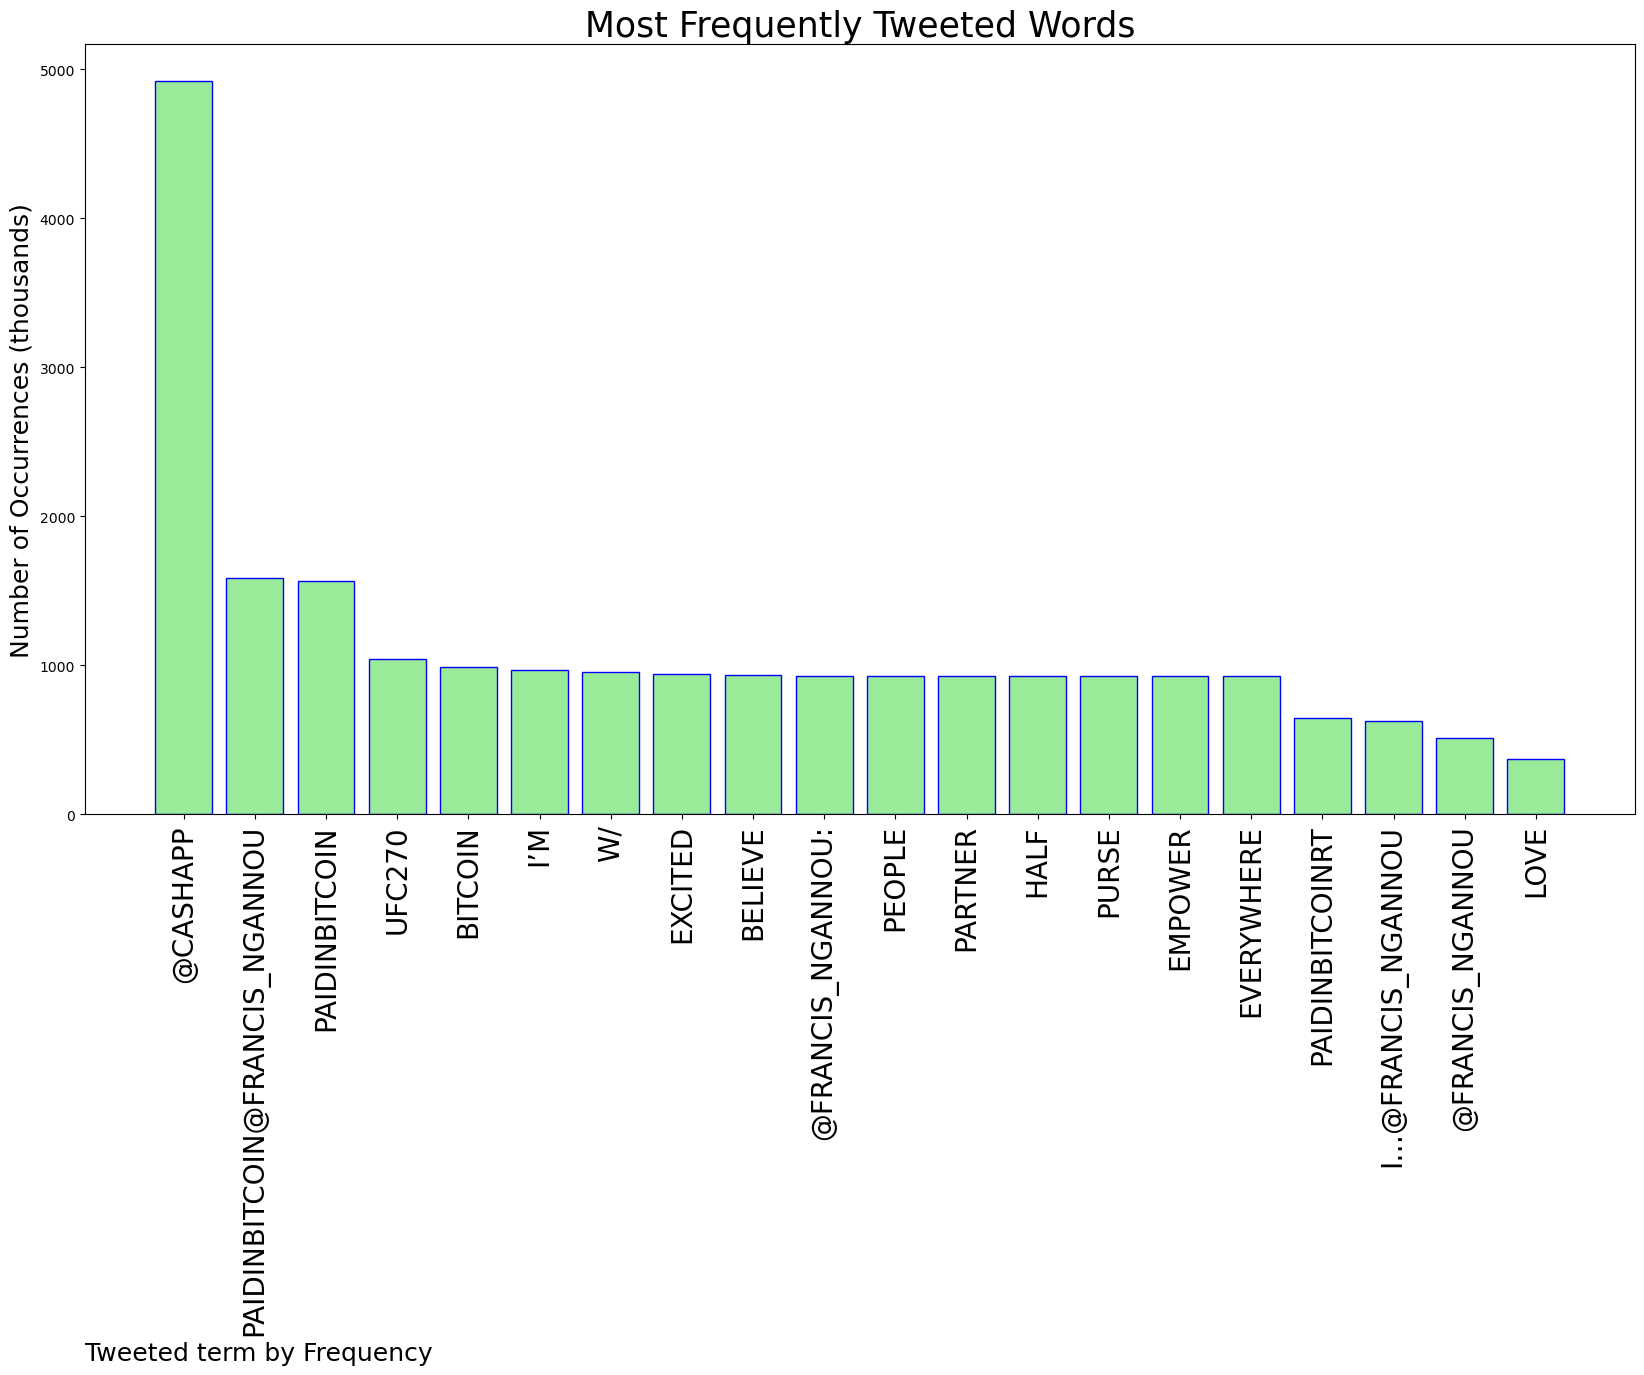 Most Frequently Tweeted Words
Number of Occurrences (thousands)
5000
4000
3000
2000
1000
0
@CASHAPP
PAIDINBITCOIN@FRANCIS_NGANNOU
PAIDINBITCOIN
UFC270
BITCOIN
I’M
W/
EXCITED
BELIEVE
@FRANCIS_NGANNOU:
PEOPLE
PARTNER
HALF
PURSE
EMPOWER
EVERYWHERE
PAIDINBITCOINRT
I…@FRANCIS_NGANNOU
@FRANCIS_NGANNOU
LOVE
Tweeted term by Frequency